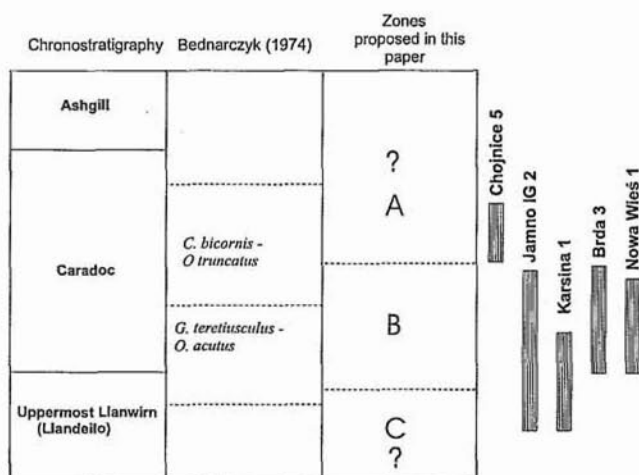 Chronostratigraphy
Bednarczyk (1974)
Zones
proposed in this
paper
Ashgill
Caradoc
Uppermost Llanwirn
(Llandeilo)
C. bicornis -
O truncatus
G. teretiusculus -
O. acutus
?
A
B
C
?
Chojnice 5
Jamno IG 2
Karsina 1
Brda 3
Nowa Wieś 1